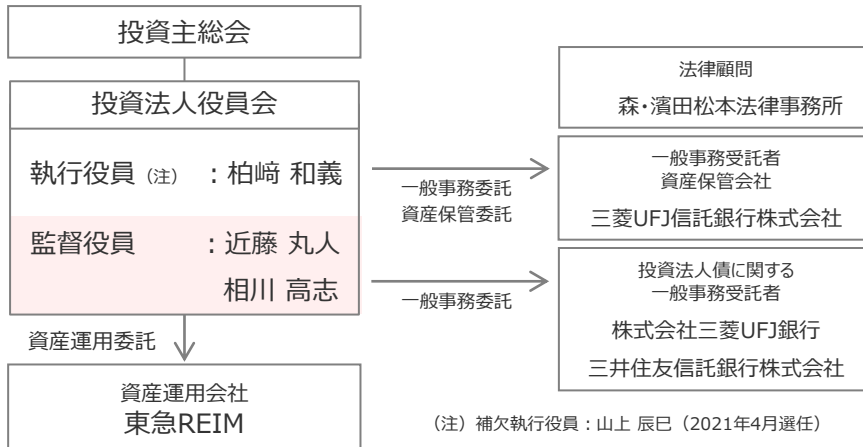 投資主総会
投資法人役員会
執行役員 (注) ：柏﨑 和義
監督役員 ：近藤 丸人
相川 高志
資産運用委託
資産運用会社
東急REIM
一般事務委託
資産保管委託
一般事務委託
法律顧問
森・濱田松本法律事務所
一般事務受託者
資産保管会社
三菱UFJ信託銀行株式会社
投資法人債に関する
一般事務受託者
株式会社三菱UFJ銀行
三井住友信託銀行株式会社
（注）補欠執行役員：山上 辰巳（2021年4月選任）